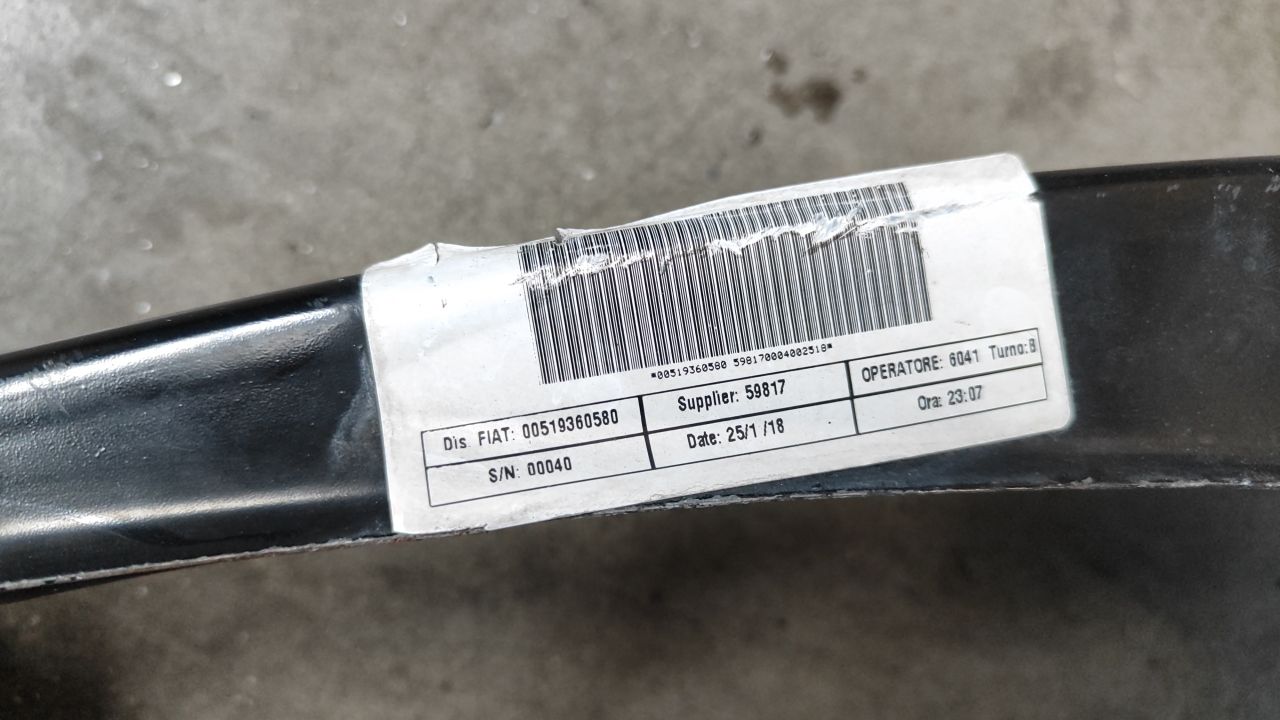 *00519360580 598170004002518*
Dis FIAT: 00519360580 Supplier: 59817 OPERATORE: 6041 Turno:B
S/N: 00040 Date: 25/1 /18 Ora: 23:07